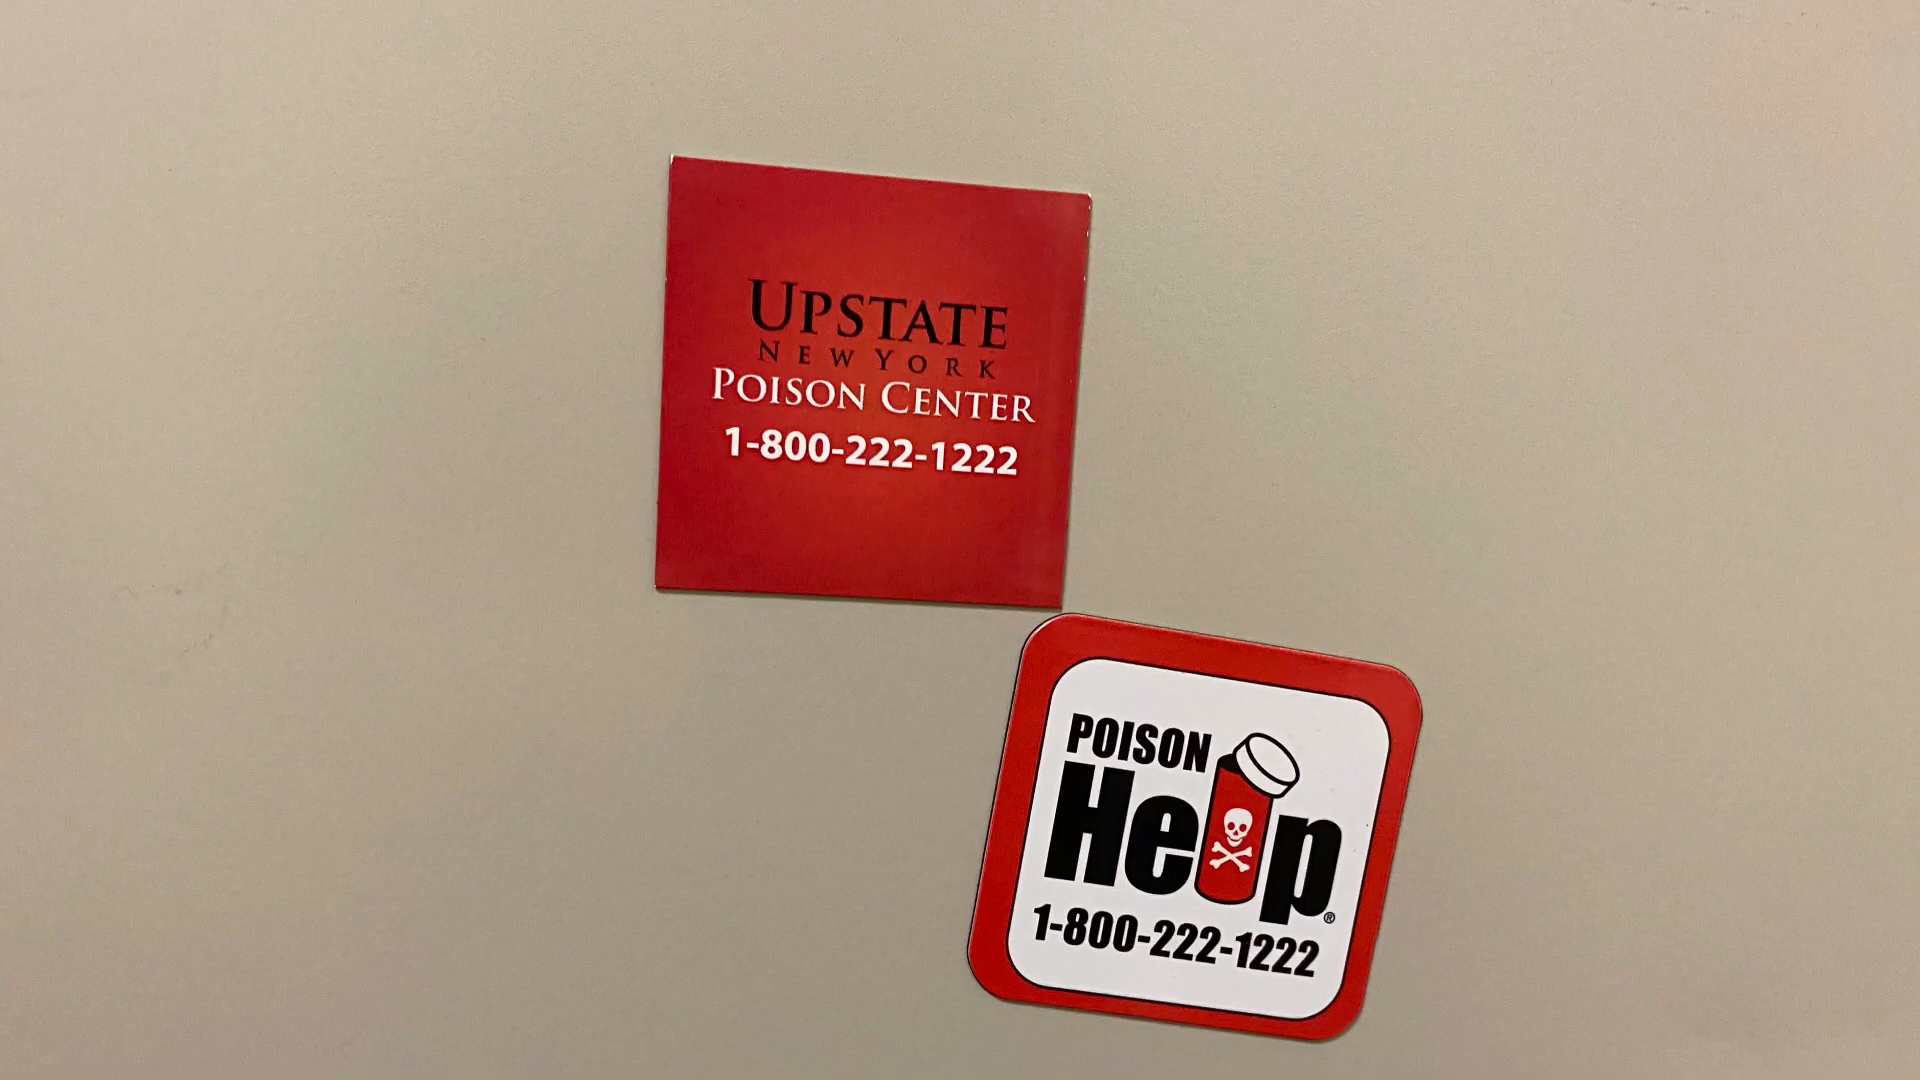 UPSTATE
NEW YORK
POISON CENTER
1-800-222-1222
POISON
Help®
1-800-222-1222